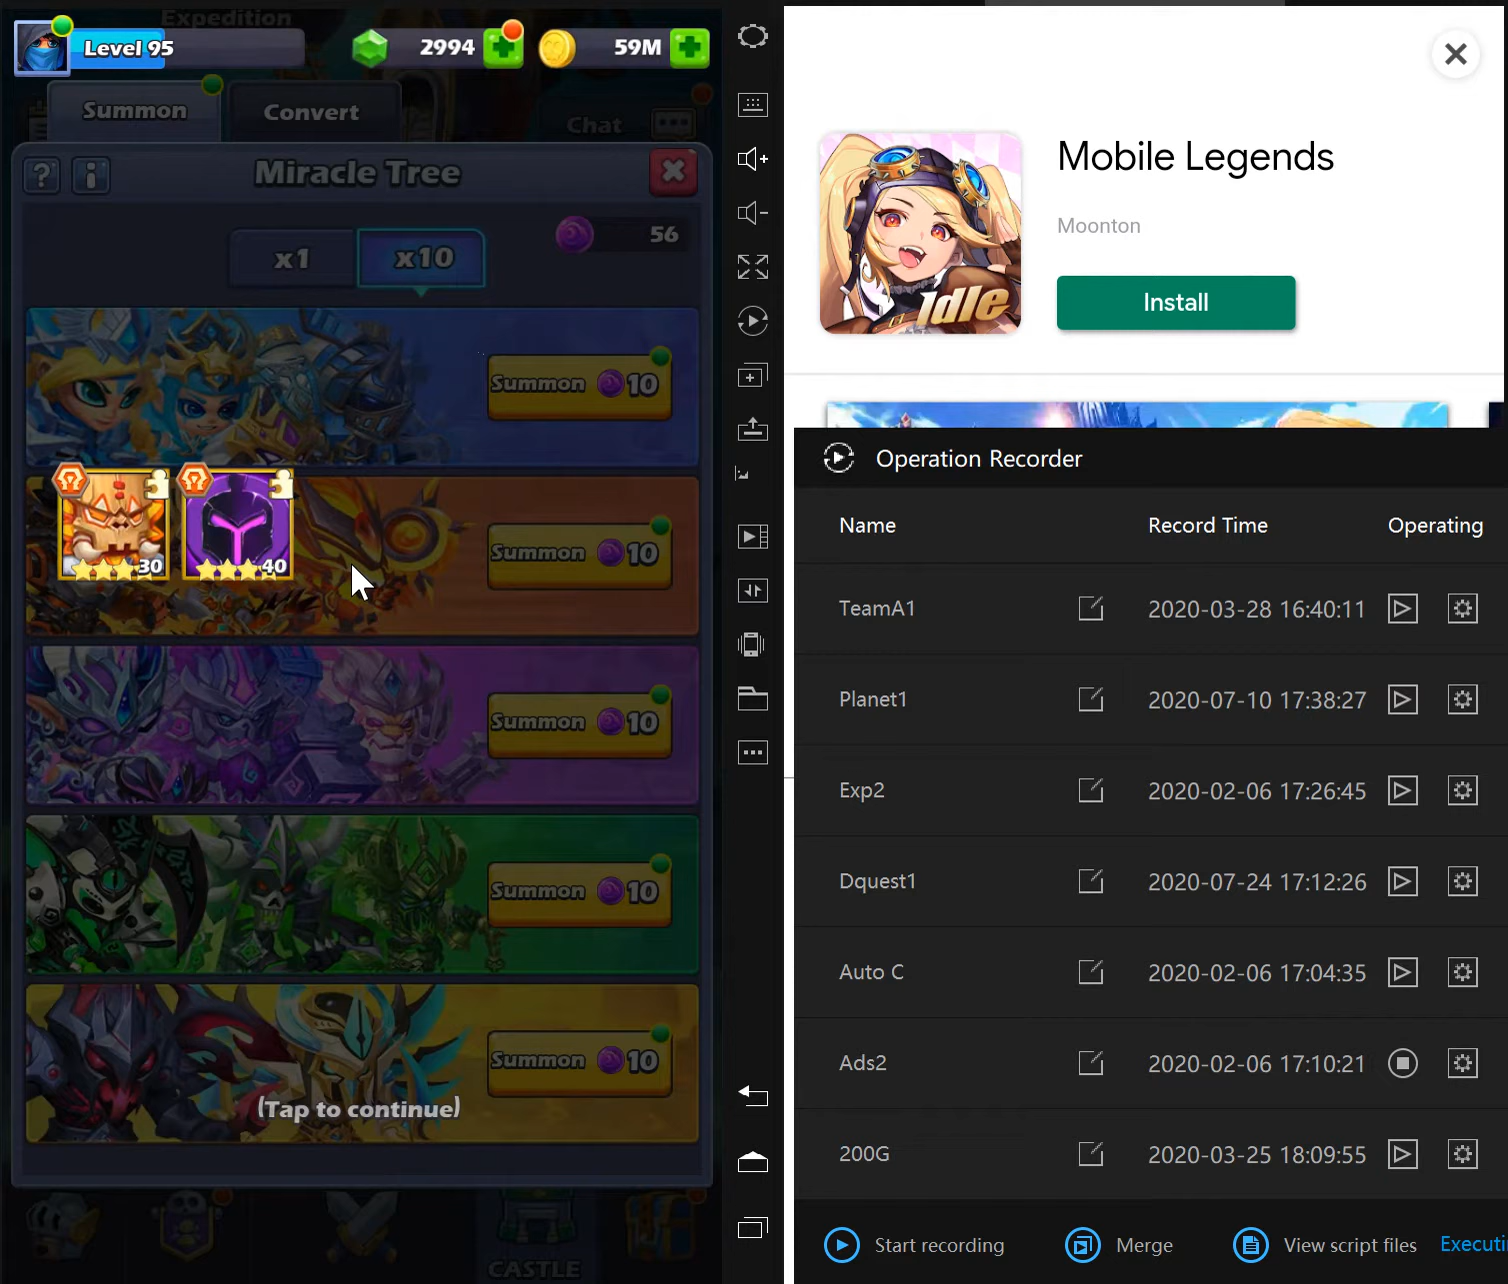 Expedition
Level 95
2994
59M
Summon
Convert
Chat
?
i
Miracle Tree
x1
x10
56
Summon 10
30
40
Summon 10
Summon 10
Summon 10
Summon 10
(Tap to continue)
CASTLE
Mobile Legends
Moonton
Install
Idle
Operation Recorder
Name Record Time Operating
TeamA1 2020-03-28 16:40:11
Planet1 2020-07-10 17:38:27
Exp2 2020-02-06 17:26:45
Dquest1 2020-07-24 17:12:26
Auto C 2020-02-06 17:04:35
Ads2 2020-02-06 17:10:21
200G 2020-03-25 18:09:55
Start recording Merge View script files Executi